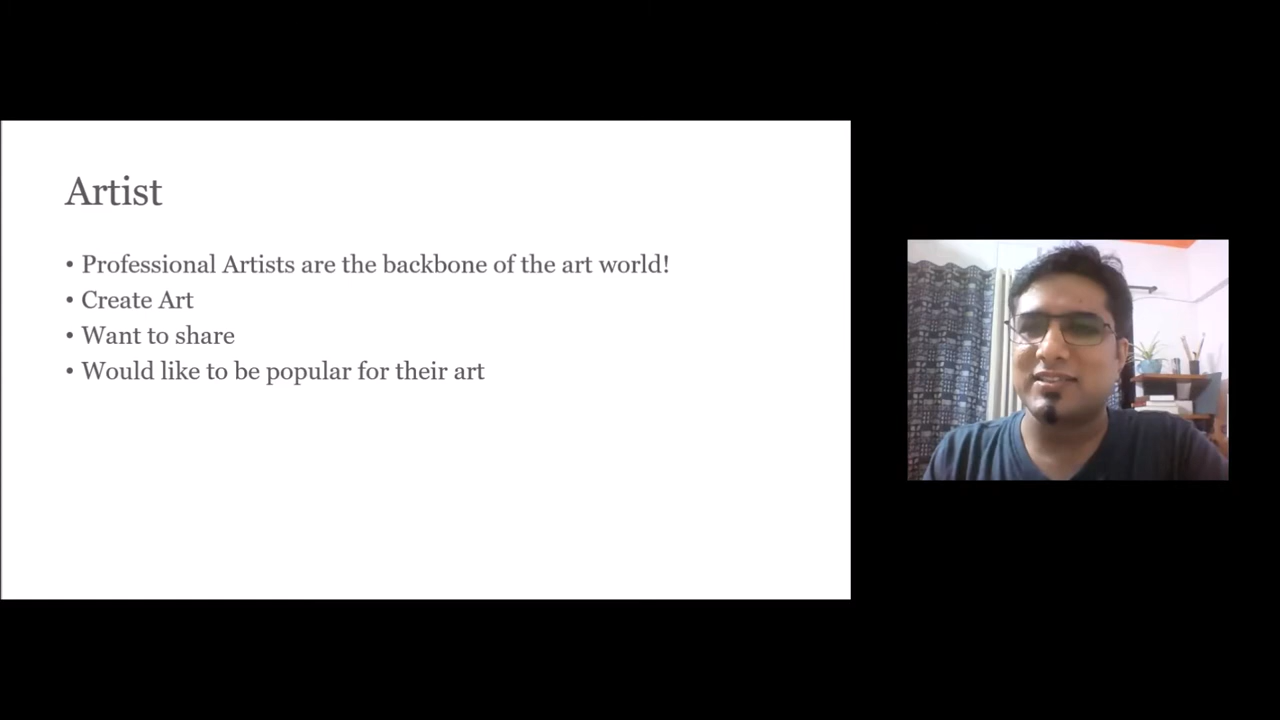 Artist
• Professional Artists are the backbone of the art world!
• Create Art
• Want to share
• Would like to be popular for their art